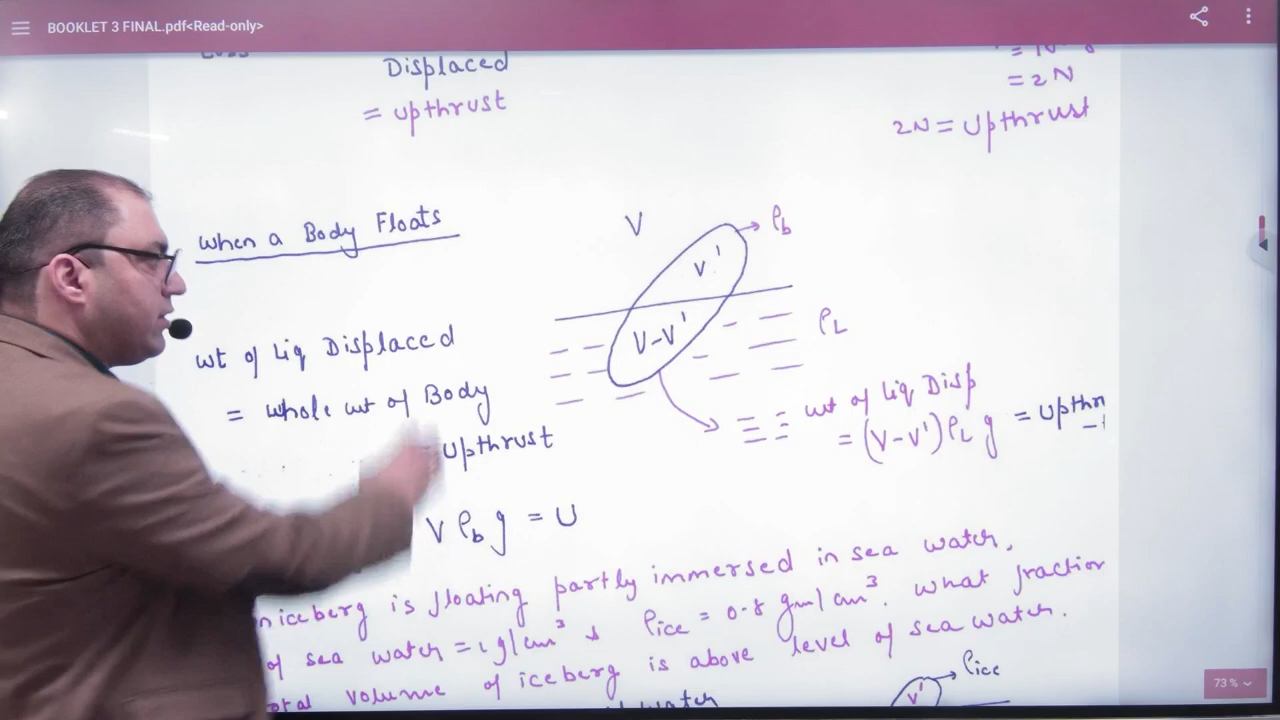 BOOKLET 3 FINAL.pdf<Read-only>
Displaced
= upthrust
= 2 N
2N = Upthrust
when a Body Floats
V
ρb
V'
V-V'
ρL
wt of Liq Displaced
= whole wt of Body
Upthrust
wt of Liq Disp
= (V-V')ρL g = Upthr
V ρb g = U
iceberg is floating partly immersed in sea water.
of sea water = 1 g/cm³ & ρice = 0.8 gm/cm³. what fraction
volume of iceberg is above level of sea water.
ρice
V'
water
73%